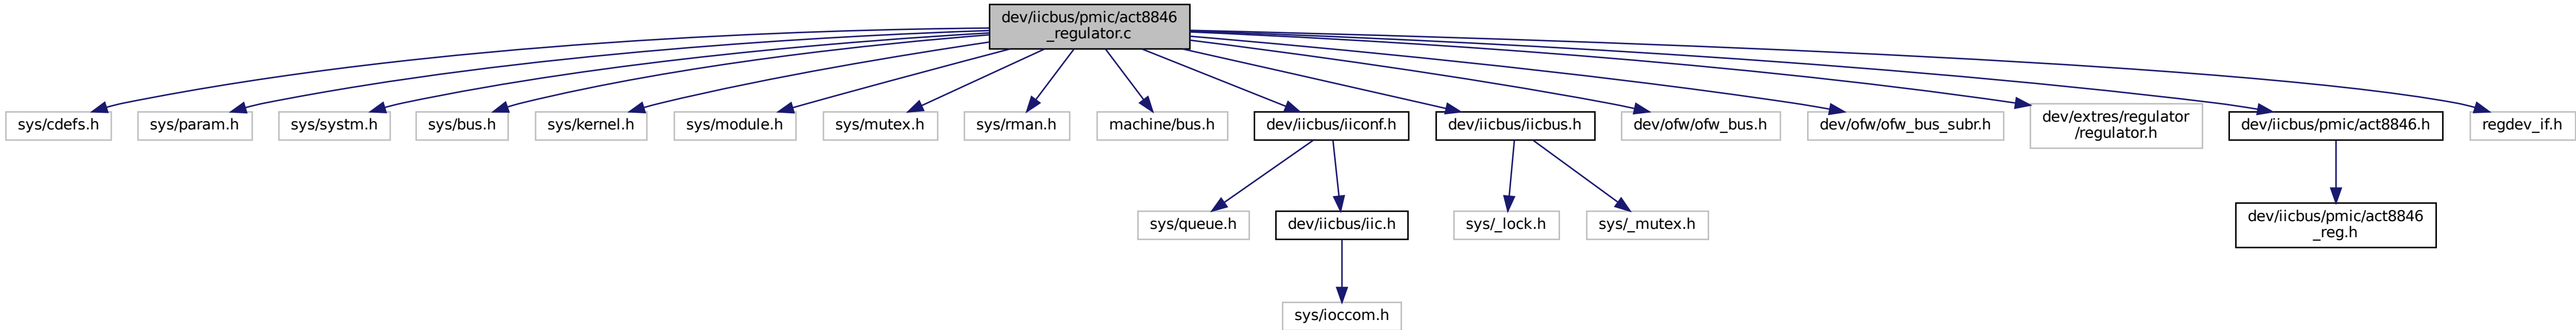 dev/iicbus/pmic/act8846
_regulator.c
sys/cdefs.h
sys/param.h
sys/systm.h
sys/bus.h
sys/kernel.h
sys/module.h
sys/mutex.h
sys/rman.h
machine/bus.h
dev/iicbus/iiconf.h
dev/iicbus/iicbus.h
dev/ofw/ofw_bus.h
dev/ofw/ofw_bus_subr.h
dev/extres/regulator
/regulator.h
dev/iicbus/pmic/act8846.h
regdev_if.h
sys/queue.h
dev/iicbus/iic.h
sys/_lock.h
sys/_mutex.h
dev/iicbus/pmic/act8846
_reg.h
sys/ioccom.h